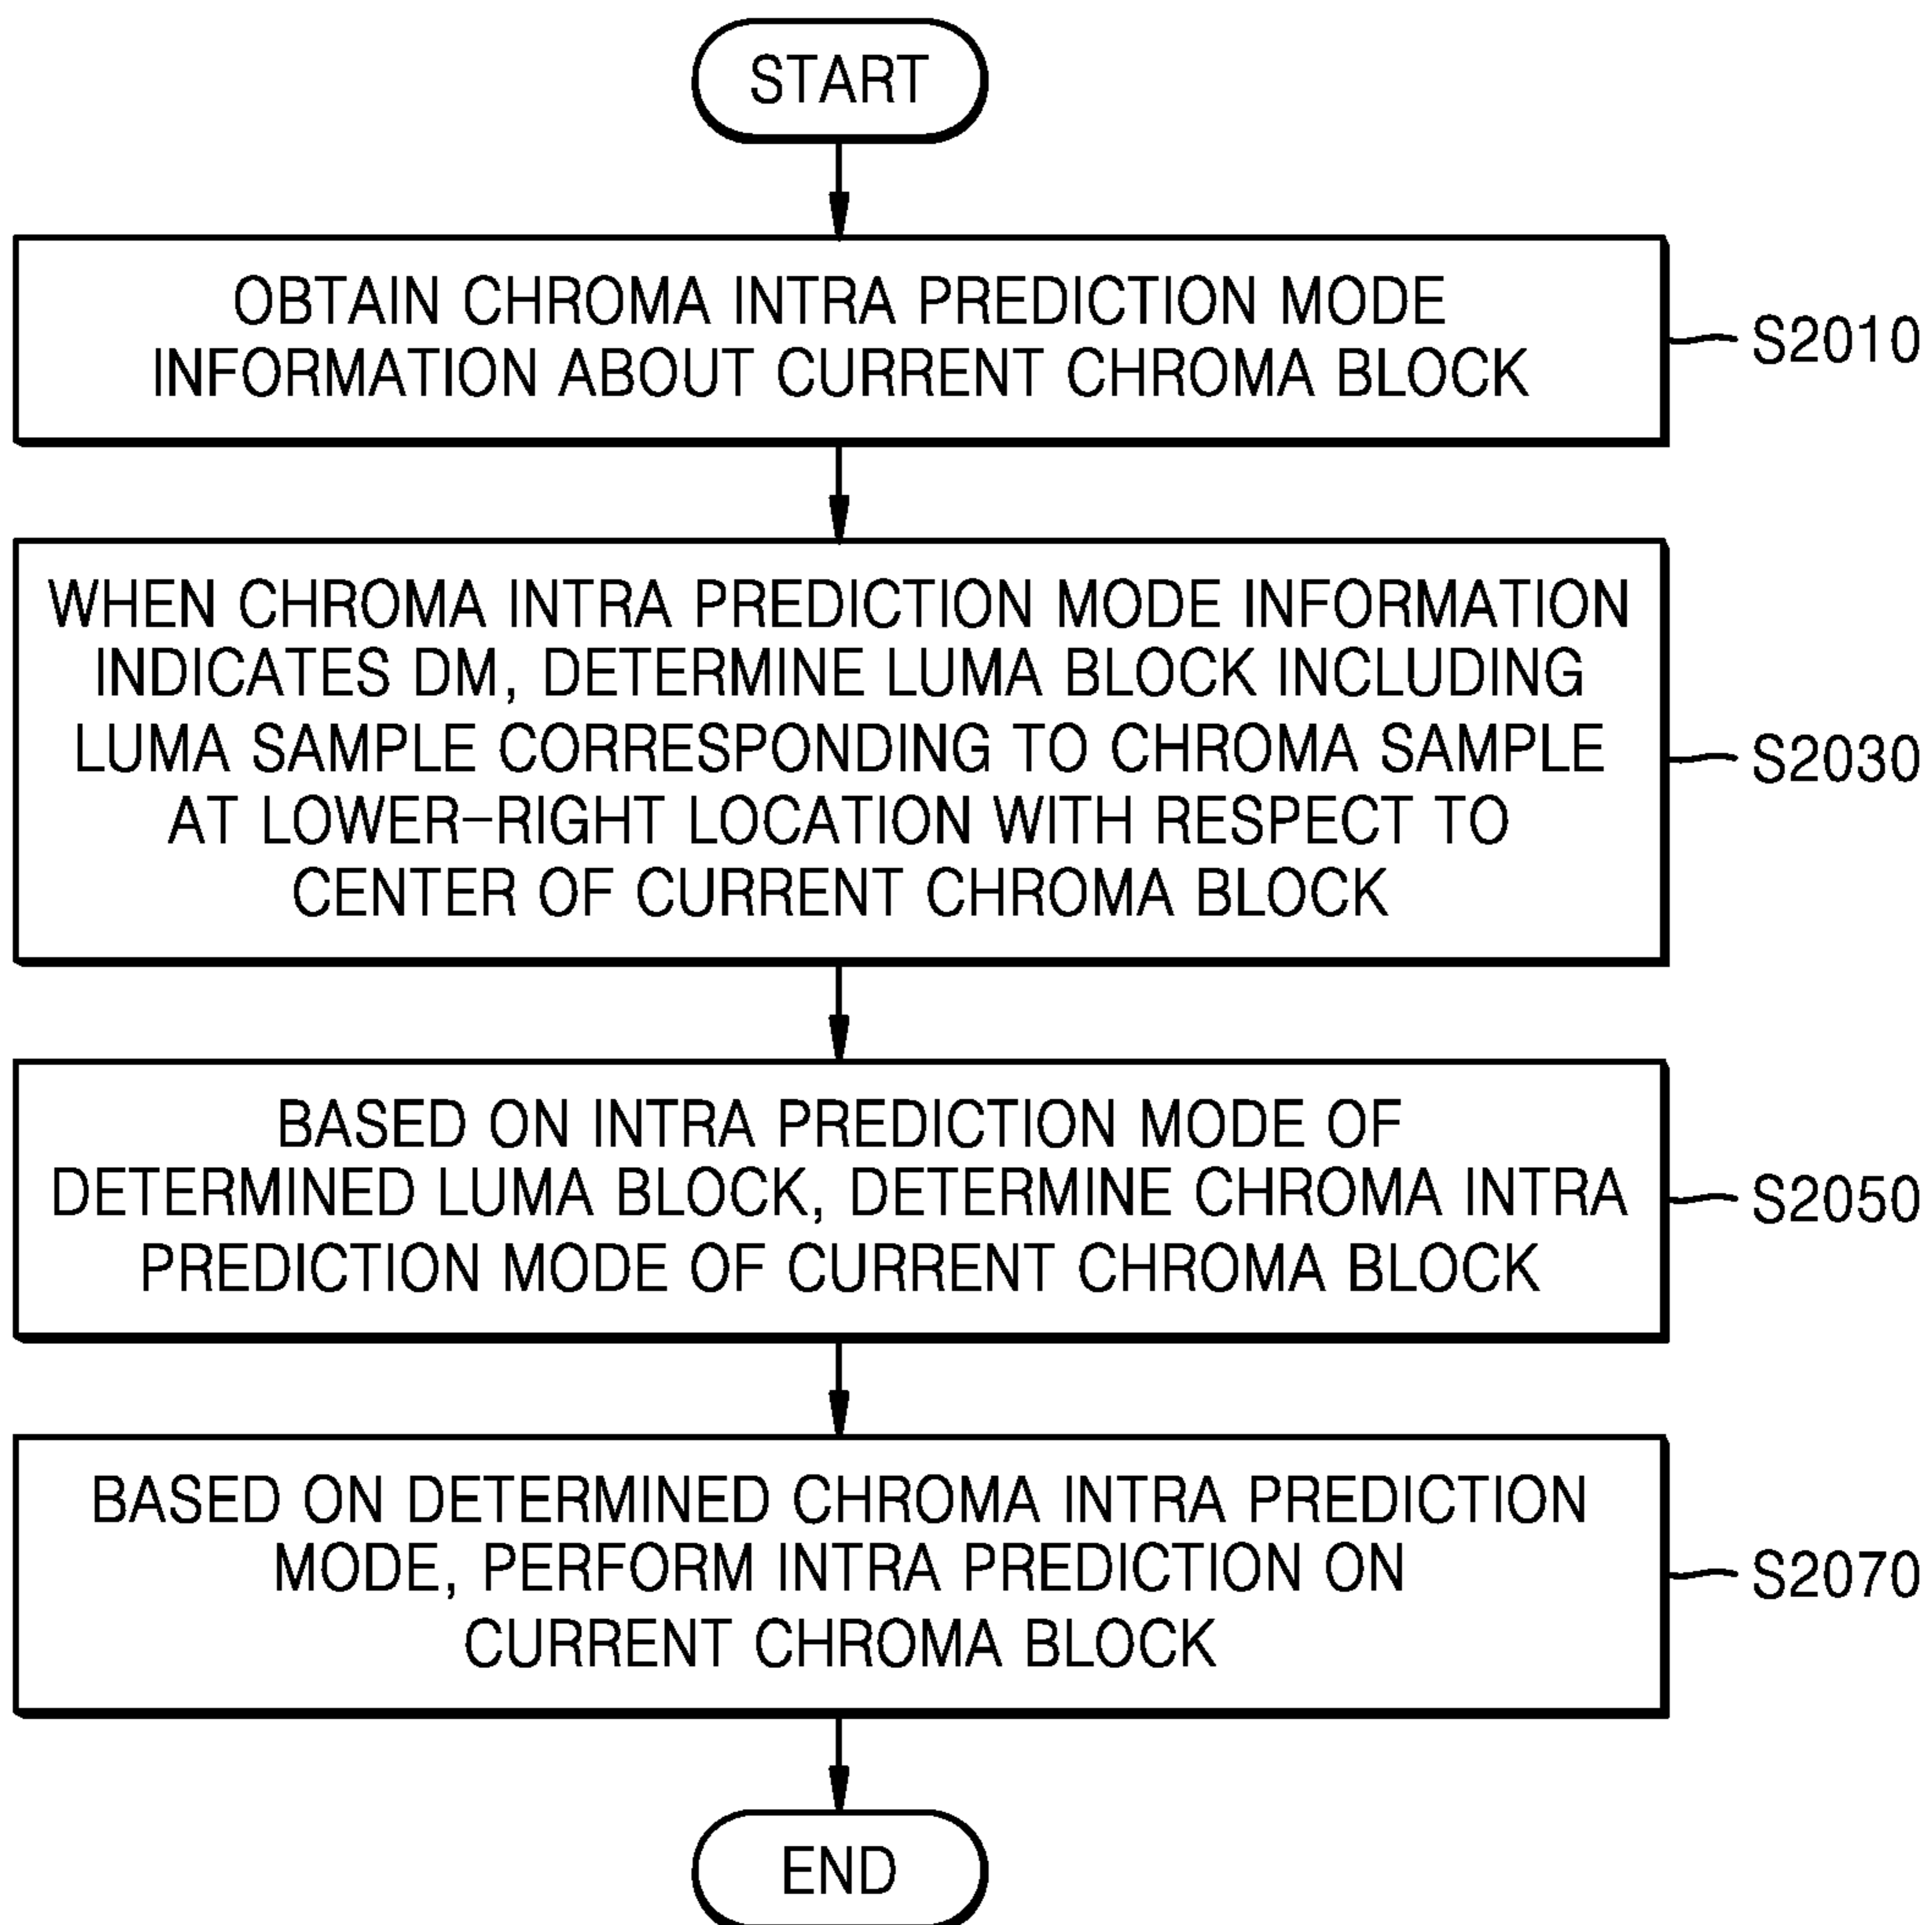 START
OBTAIN CHROMA INTRA PREDICTION MODE
INFORMATION ABOUT CURRENT CHROMA BLOCK
S2010
WHEN CHROMA INTRA PREDICTION MODE INFORMATION
INDICATES DM, DETERMINE LUMA BLOCK INCLUDING
LUMA SAMPLE CORRESPONDING TO CHROMA SAMPLE
AT LOWER-RIGHT LOCATION WITH RESPECT TO
CENTER OF CURRENT CHROMA BLOCK
S2030
BASED ON INTRA PREDICTION MODE OF
DETERMINED LUMA BLOCK, DETERMINE CHROMA INTRA
PREDICTION MODE OF CURRENT CHROMA BLOCK
S2050
BASED ON DETERMINED CHROMA INTRA PREDICTION
MODE, PERFORM INTRA PREDICTION ON
CURRENT CHROMA BLOCK
S2070
END